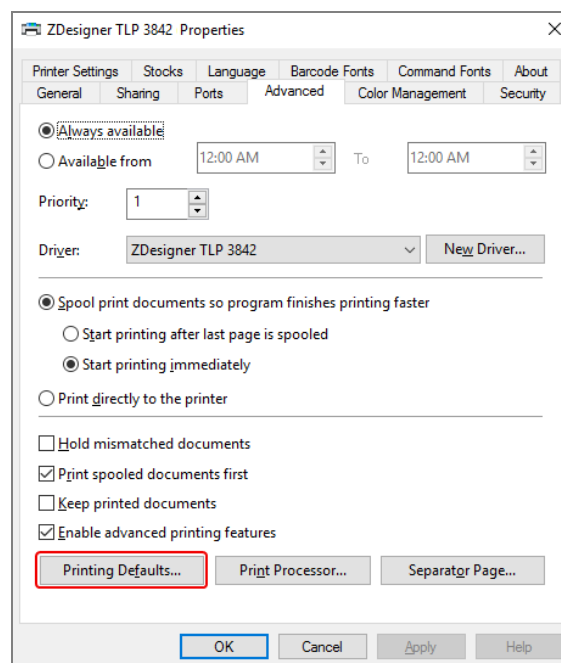 ZDesigner TLP 3842 Properties
Printer Settings Stocks Language Barcode Fonts Command Fonts About
General Sharing Ports Advanced Color Management Security
Always available
Available from 12:00 AM To 12:00 AM
Priority: 1
Driver: ZDesigner TLP 3842 New Driver...
Spool print documents so program finishes printing faster
Start printing after last page is spooled
Start printing immediately
Print directly to the printer
Hold mismatched documents
Print spooled documents first
Keep printed documents
Enable advanced printing features
Printing Defaults... Print Processor... Separator Page...
OK Cancel Apply Help